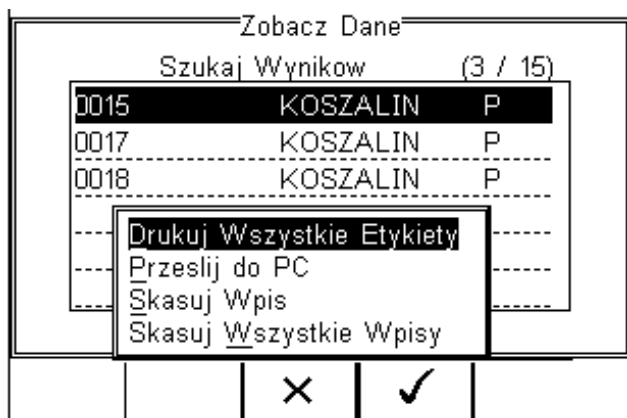 Zobacz Dane
Szukaj Wynikow (3 / 15)
0015 KOSZALIN P
0017 KOSZALIN P
0018 KOSZALIN P
Drukuj Wszystkie Etykiety
Przeslij do PC
Skasuj Wpis
Skasuj Wszystkie Wpisy